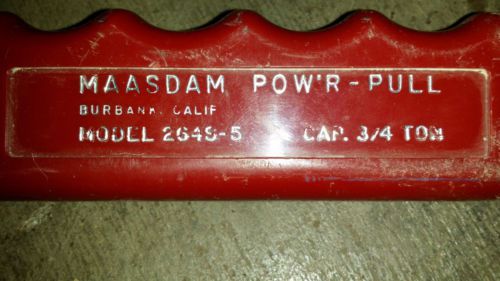 MAASDAM POW'R-PULL
BURBANK, CALIF
MODEL 264S-5 CAP. 3/4 TON